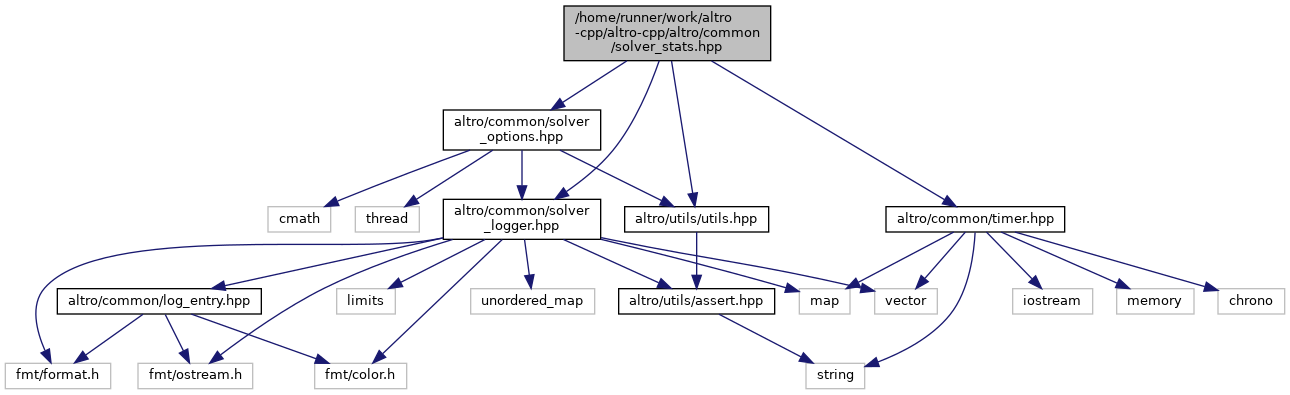 /home/runner/work/altro
-cpp/altro-cpp/altro/common
/solver_stats.hpp
altro/common/solver
_options.hpp
cmath
thread
altro/common/solver
_logger.hpp
altro/utils/utils.hpp
altro/common/timer.hpp
altro/common/log_entry.hpp
limits
unordered_map
altro/utils/assert.hpp
map
vector
iostream
memory
chrono
fmt/format.h
fmt/ostream.h
fmt/color.h
string